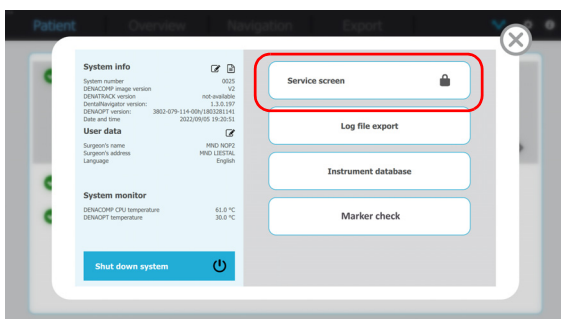 Patient Overview Navigation Export
System info
System number 0025
DENACOMP image version V2
DENATRACK version not-available
DentalNavigator version: 1.3.0.197
DENAOPT version: 3802-079-114-00h/1803281141
Date and time 2022/09/05 19:20:51
User data
Surgeon's name MND NOP2
Surgeon's address MND LIESTAL
Language English
System monitor
DENACOMP CPU temperature 61.0 °C
DENAOPT temperature 30.0 °C
Shut down system
Service screen
Log file export
Instrument database
Marker check